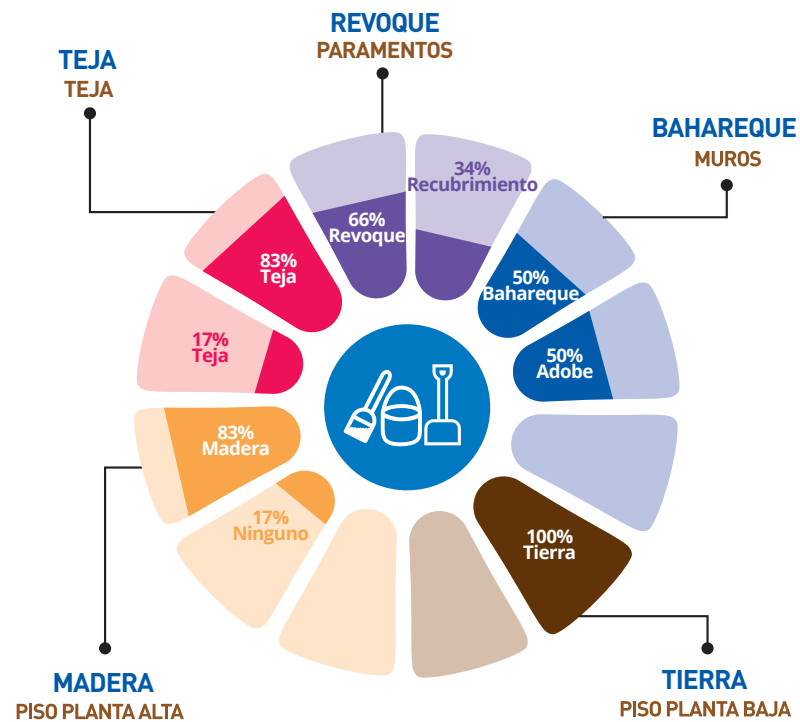 REVOQUE
PARAMENTOS
TEJA
TEJA
BAHAREQUE
MUROS
34%
Recubrimiento
66%
Revoque
83%
Teja
50%
Bahareque
17%
Teja
50%
Adobe
83%
Madera
17%
Ninguno
100%
Tierra
MADERA
PISO PLANTA ALTA
TIERRA
PISO PLANTA BAJA